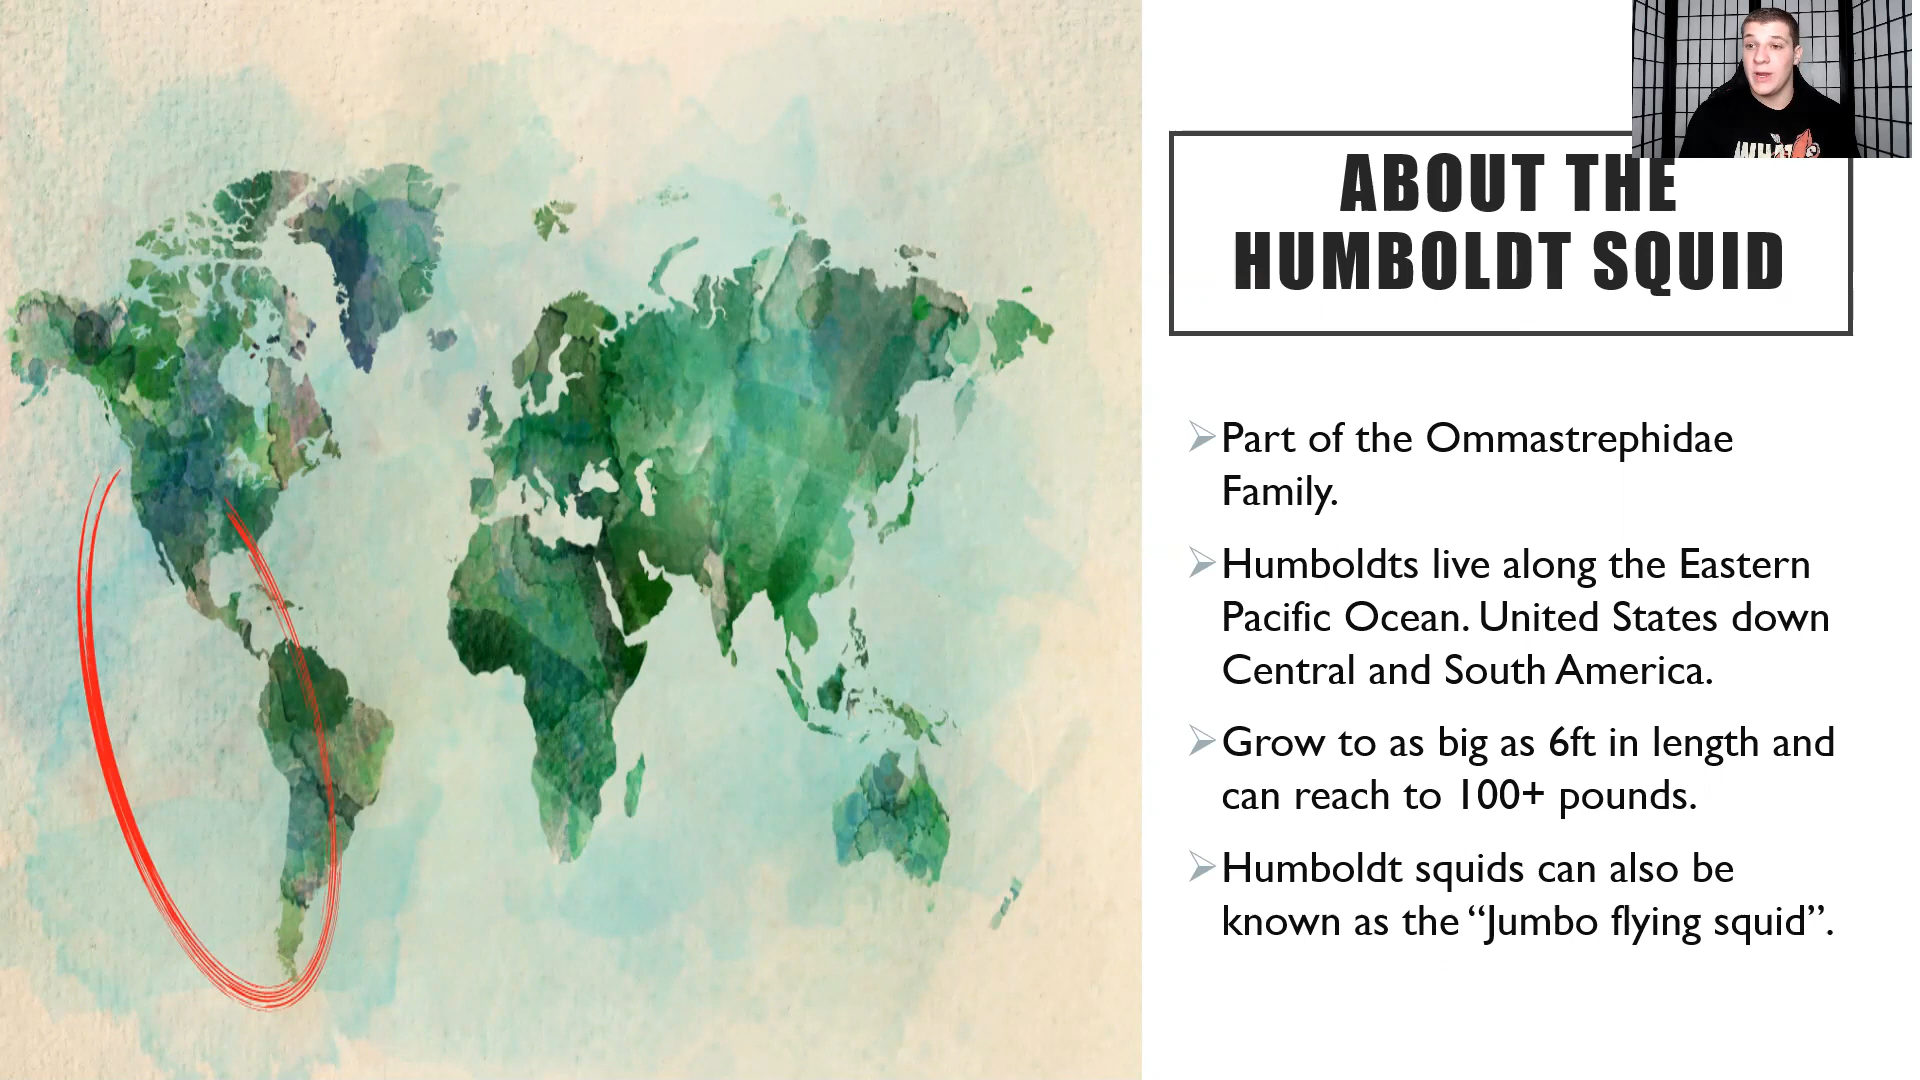 WHAT
ABOUT THE
HUMBOLDT SQUID
Part of the Ommastrephidae
Family.
Humboldts live along the Eastern
Pacific Ocean. United States down
Central and South America.
Grow to as big as 6ft in length and
can reach to 100+ pounds.
Humboldt squids can also be
known as the “Jumbo flying squid”.